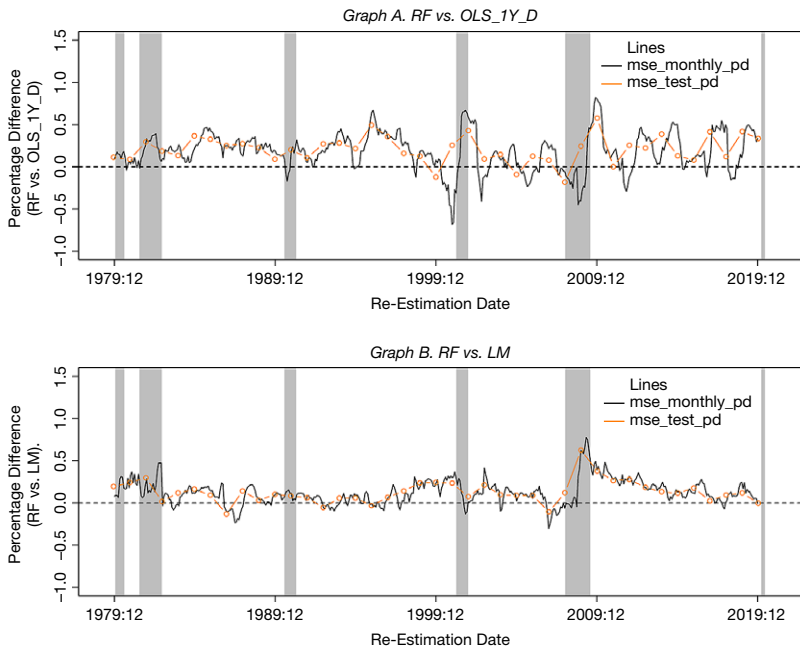 Graph A. RF vs. OLS_1Y_D
Percentage Difference
(RF vs. OLS_1Y_D)
1.5
1.0
0.5
0.0
−0.5
−1.0
Lines
mse_monthly_pd
mse_test_pd
1979:12 1989:12 1999:12 2009:12 2019:12
Re-Estimation Date
Graph B. RF vs. LM
Percentage Difference
(RF vs. LM).
1.5
1.0
0.5
0.0
−0.5
−1.0
Lines
mse_monthly_pd
mse_test_pd
1979:12 1989:12 1999:12 2009:12 2019:12
Re-Estimation Date